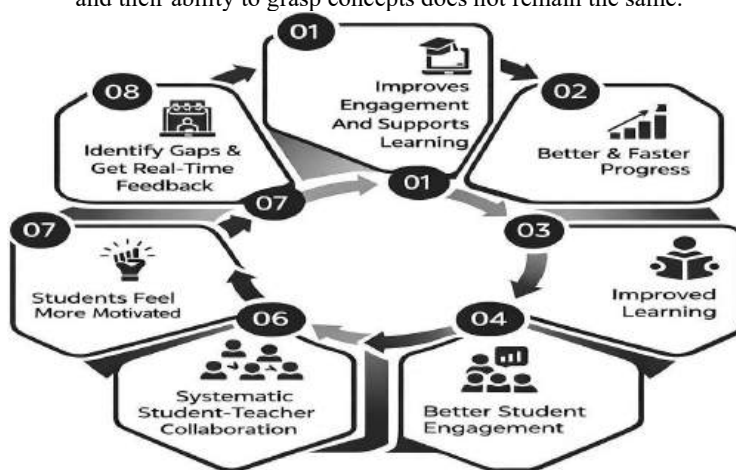 and their ability to grasp concepts does not remain the same.
01
Improves
Engagement
And Supports
Learning
01
02
Better & Faster
Progress
03
Improved
Learning
04
Better Student
Engagement
06
Systematic
Student-Teacher
Collaboration
07
Students Feel
More Motivated
08
Identify Gaps &
Get Real-Time
Feedback
07